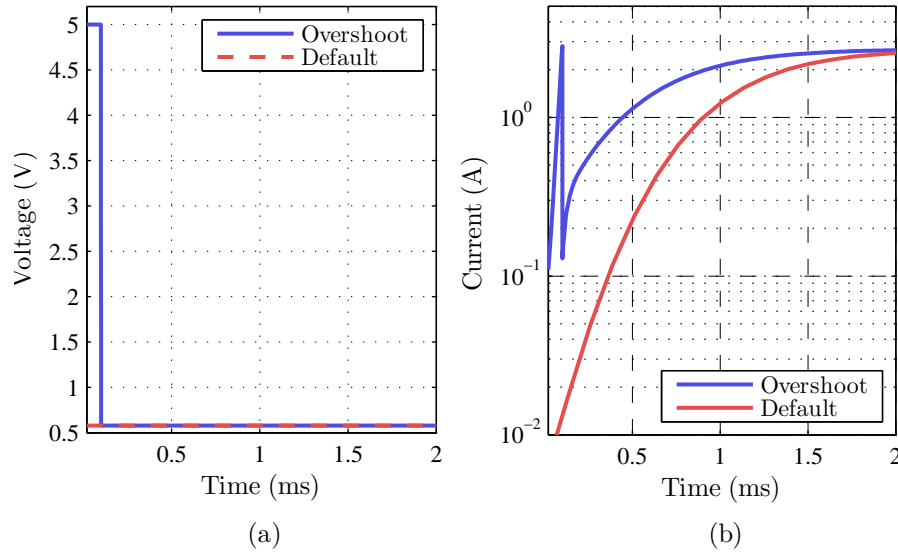 5
4.5
4
3.5
3
2.5
2
1.5
1
0.5
0.5 1 1.5 2
Voltage (V)
Time (ms)
Overshoot
Default
(a)
10^0
10^-1
10^-2
0.5 1 1.5 2
Current (A)
Time (ms)
Overshoot
Default
(b)